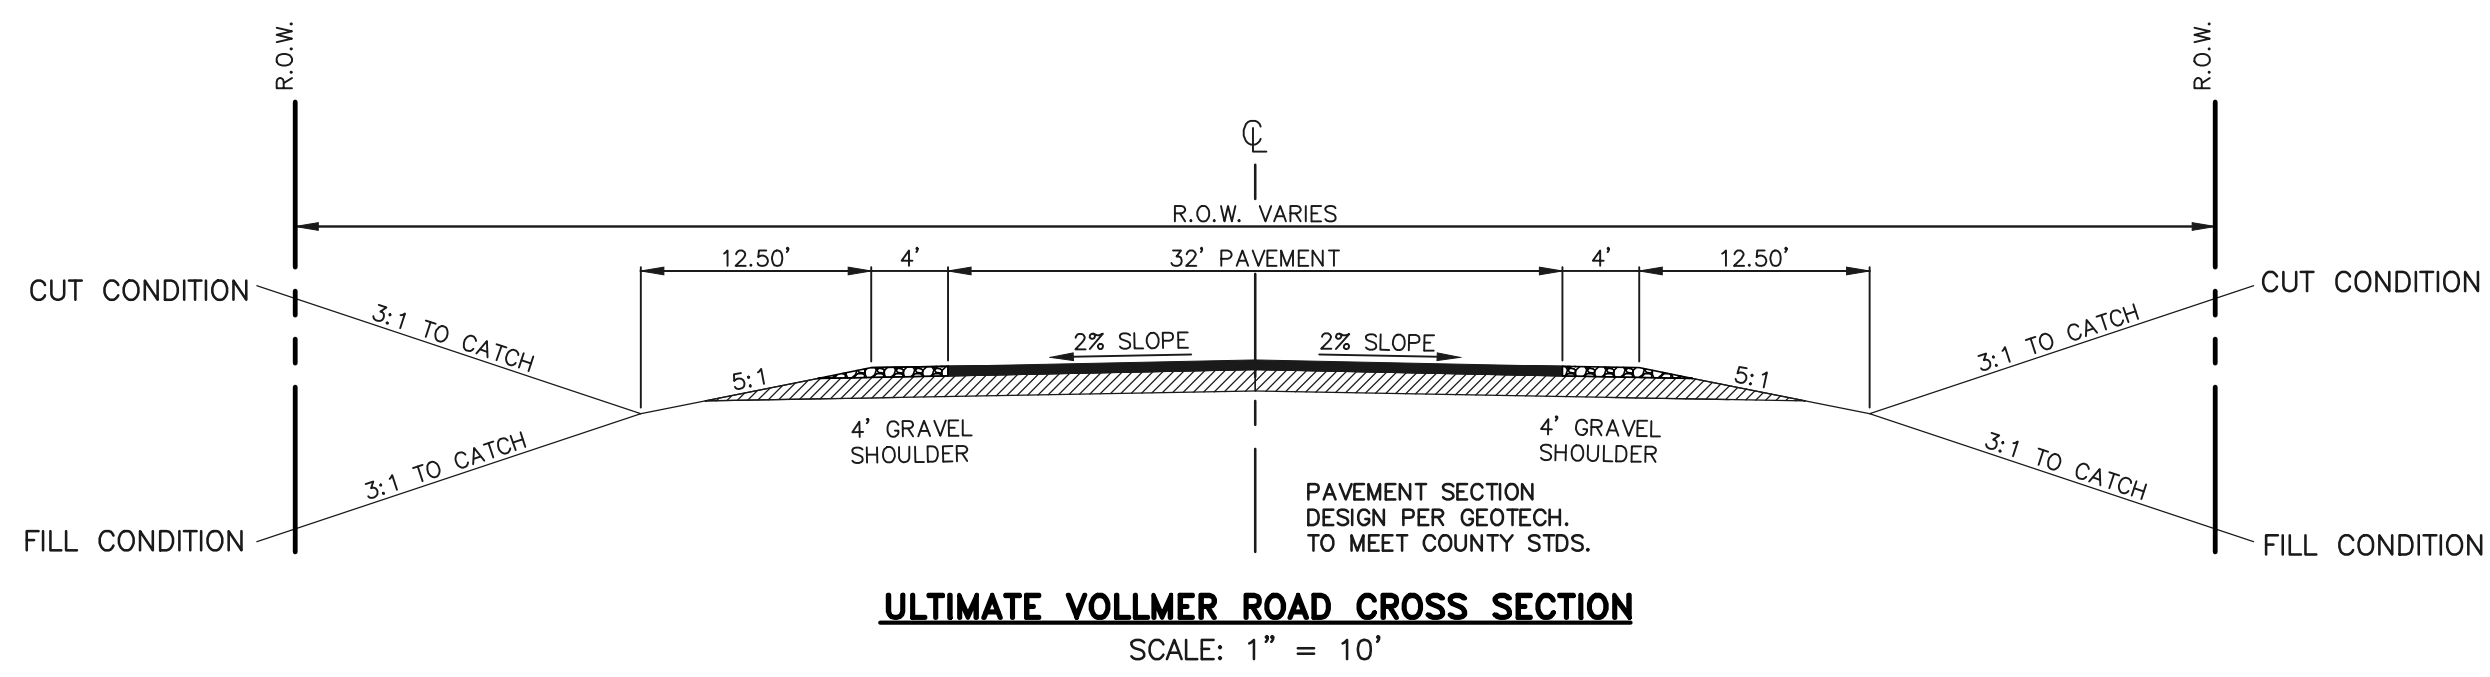 R.O.W.
R.O.W.
℄
R.O.W. VARIES
12.50'
4'
32' PAVEMENT
4'
12.50'
CUT CONDITION
CUT CONDITION
3:1 TO CATCH
3:1 TO CATCH
2% SLOPE
2% SLOPE
5:1
5:1
4' GRAVEL
SHOULDER
4' GRAVEL
SHOULDER
3:1 TO CATCH
3:1 TO CATCH
PAVEMENT SECTION
DESIGN PER GEOTECH.
TO MEET COUNTY STDS.
FILL CONDITION
FILL CONDITION
ULTIMATE VOLLMER ROAD CROSS SECTION
SCALE: 1" = 10'